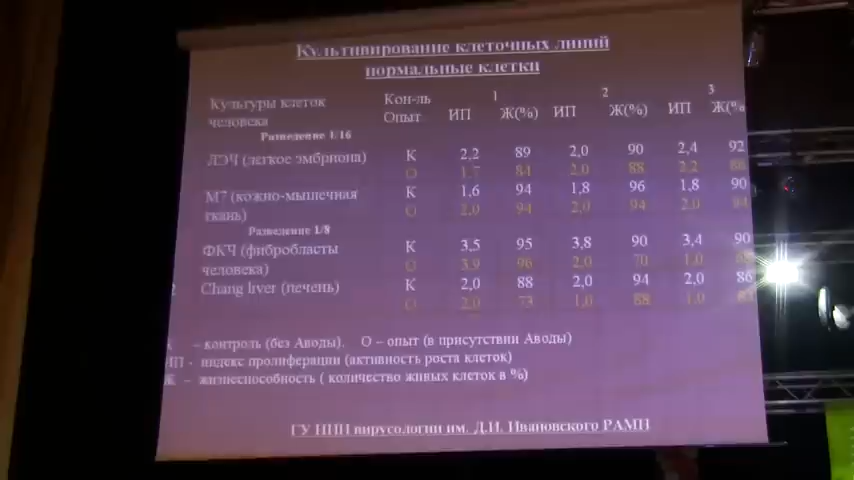 Культивирование клеточных линий
нормальные клетки
Культуры клеток человека Кон-ль Опыт 1 ИП Ж(%) 2 ИП Ж(%) 3 ИП Ж(%
Разведение 1/16
ЛЭЧ (легкое эмбриона) К 2,2 89 2,0 90 2,4 92
О 1,7 84 2,0 88 2,2
М7 (кожно-мышечная ткань) К 1,6 94 1,8 96 1,8 90
О 2,0 94 2,0 94 2,0 94
Разведение 1/8
ФКЧ (фибробласты человека) К 3,5 95 3,8 90 3,4 90
О 3,9 96 2,0 70 1,0
Chang liver (печень) К 2,0 88 2,0 94 2,0 86
О 2,0 73 1,0 88 1,0
К – контроль (без Аводы). О – опыт (в присутствии Аводы)
ИП - индекс пролиферации (активность роста клеток)
Ж – жизнеспособность ( количество живых клеток в %)
ГУ НИИ вирусологии им. Д.И. Ивановского РАМН